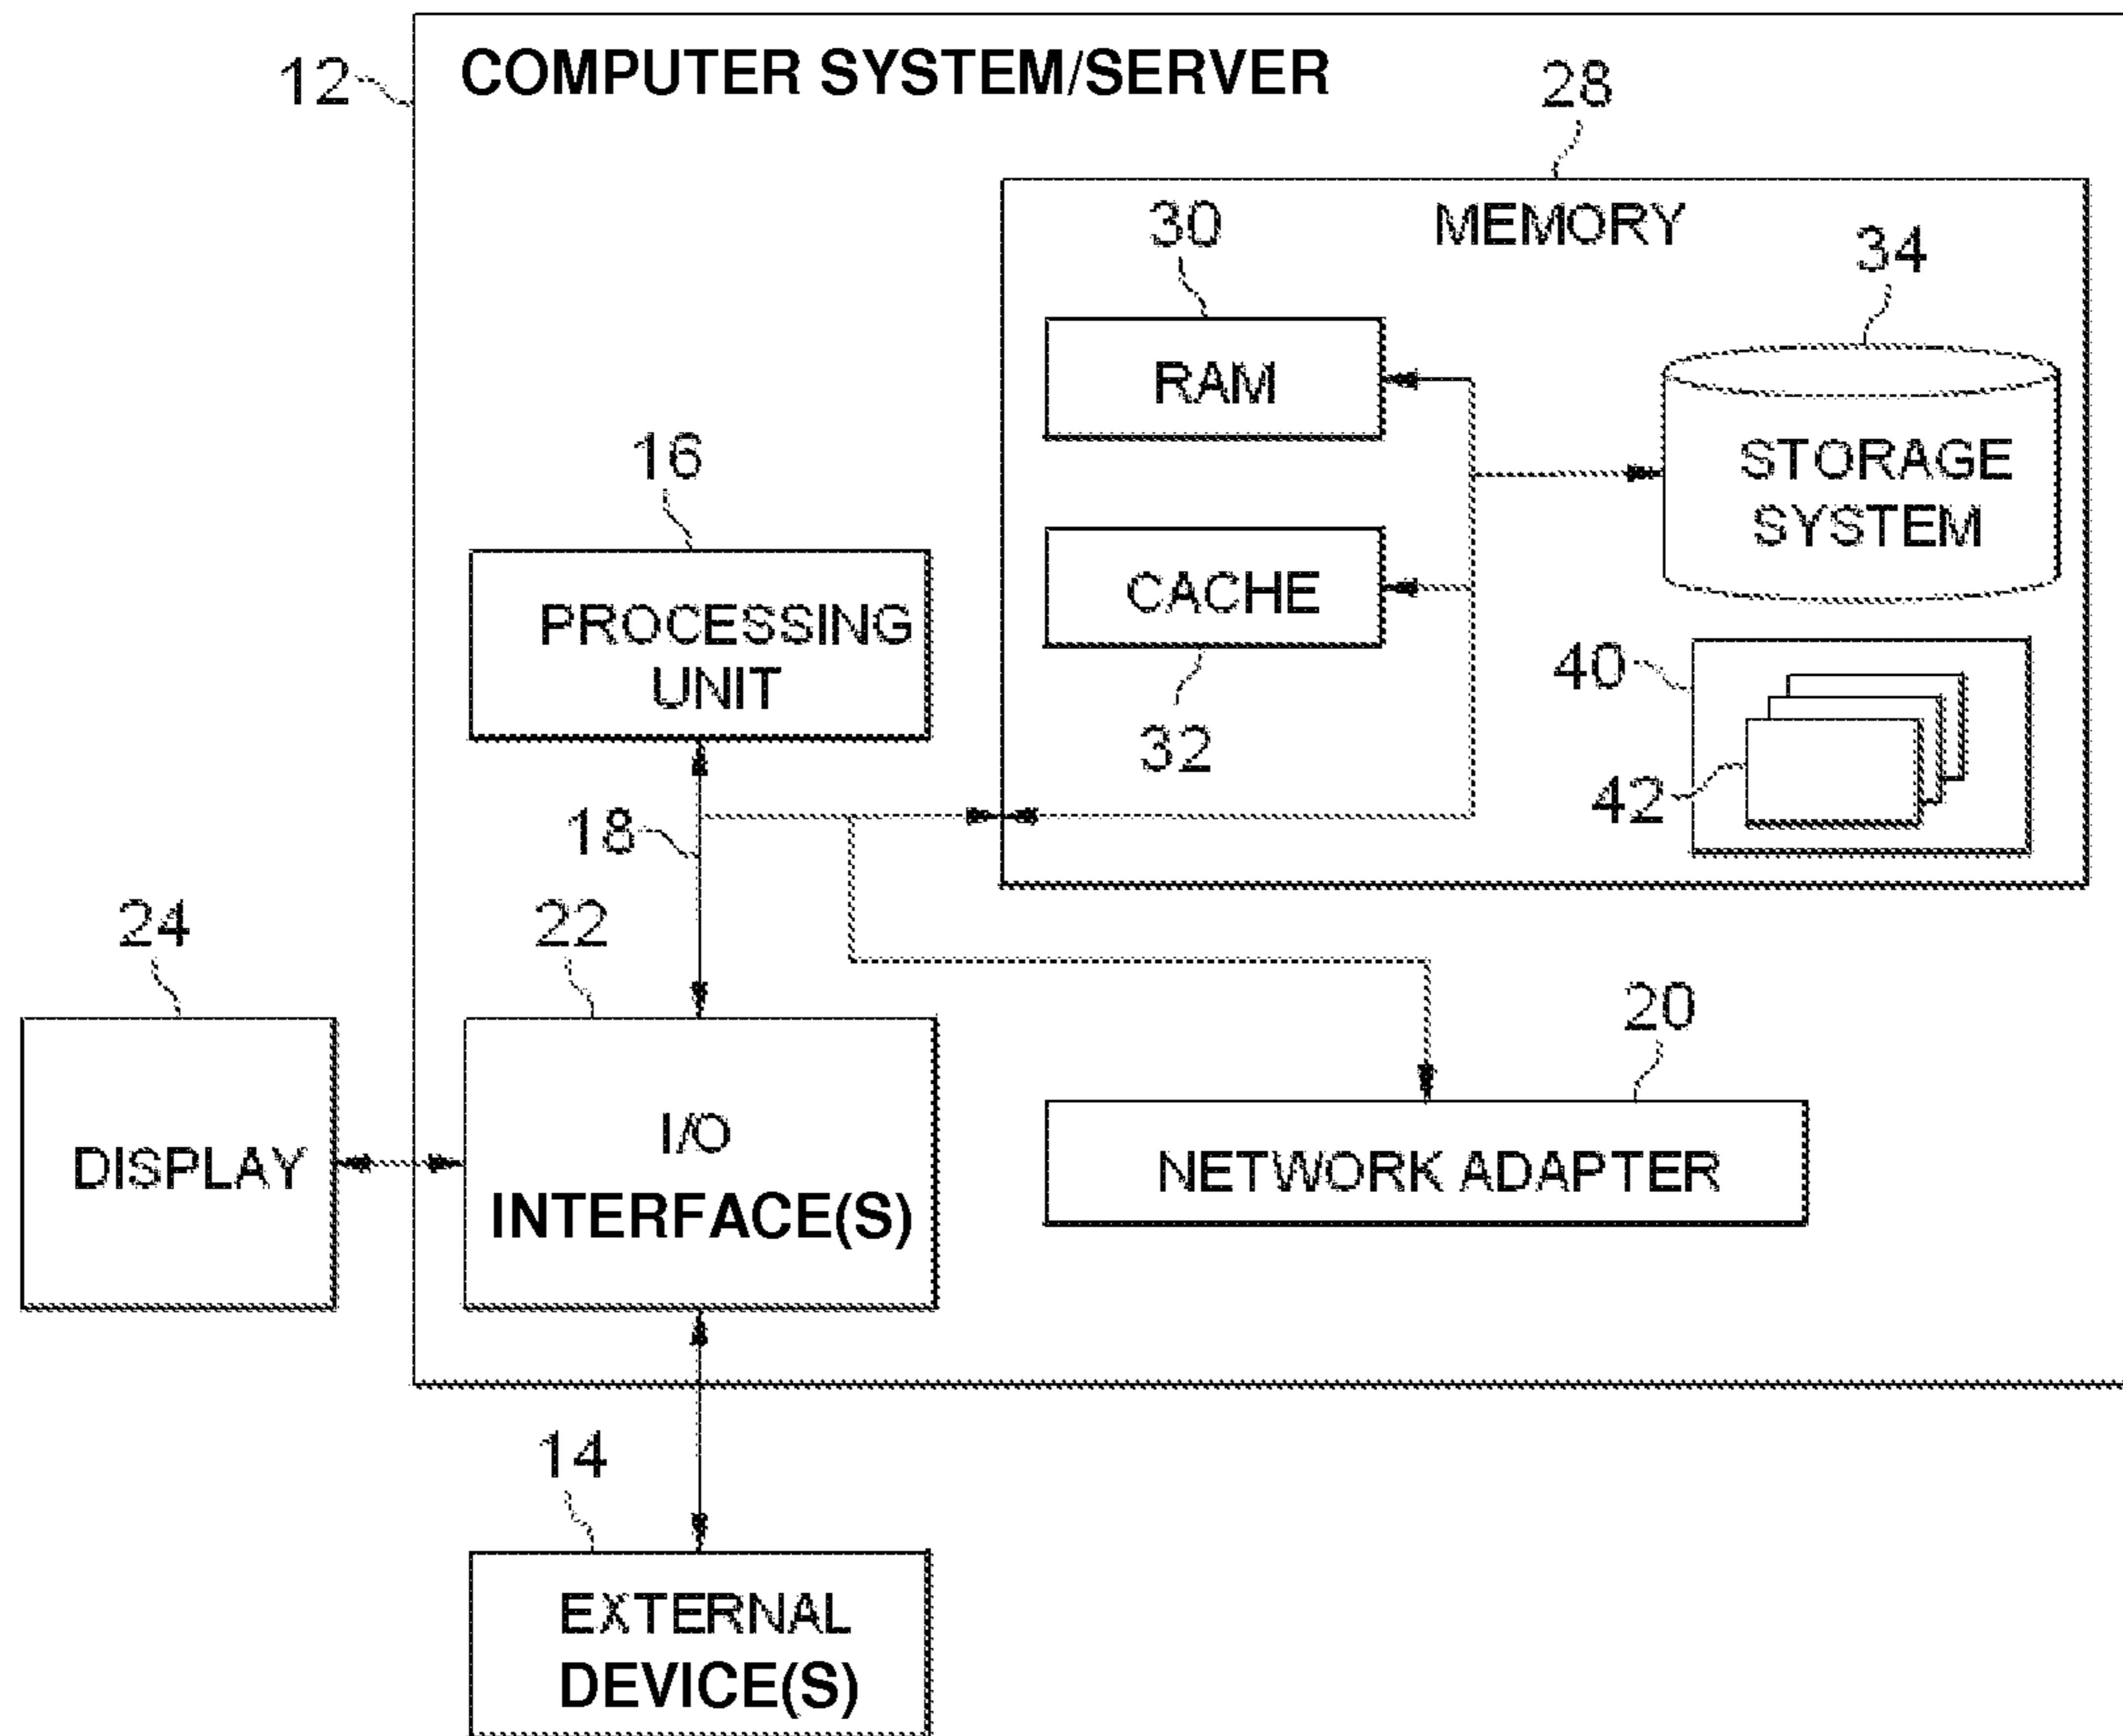 12
COMPUTER SYSTEM/SERVER
28
MEMORY
30
34
RAM
STORAGE
SYSTEM
16
CACHE
PROCESSING
UNIT
32
40
42
18
24
22
20
DISPLAY
I/O
INTERFACE(S)
NETWORK ADAPTER
14
EXTERNAL
DEVICE(S)